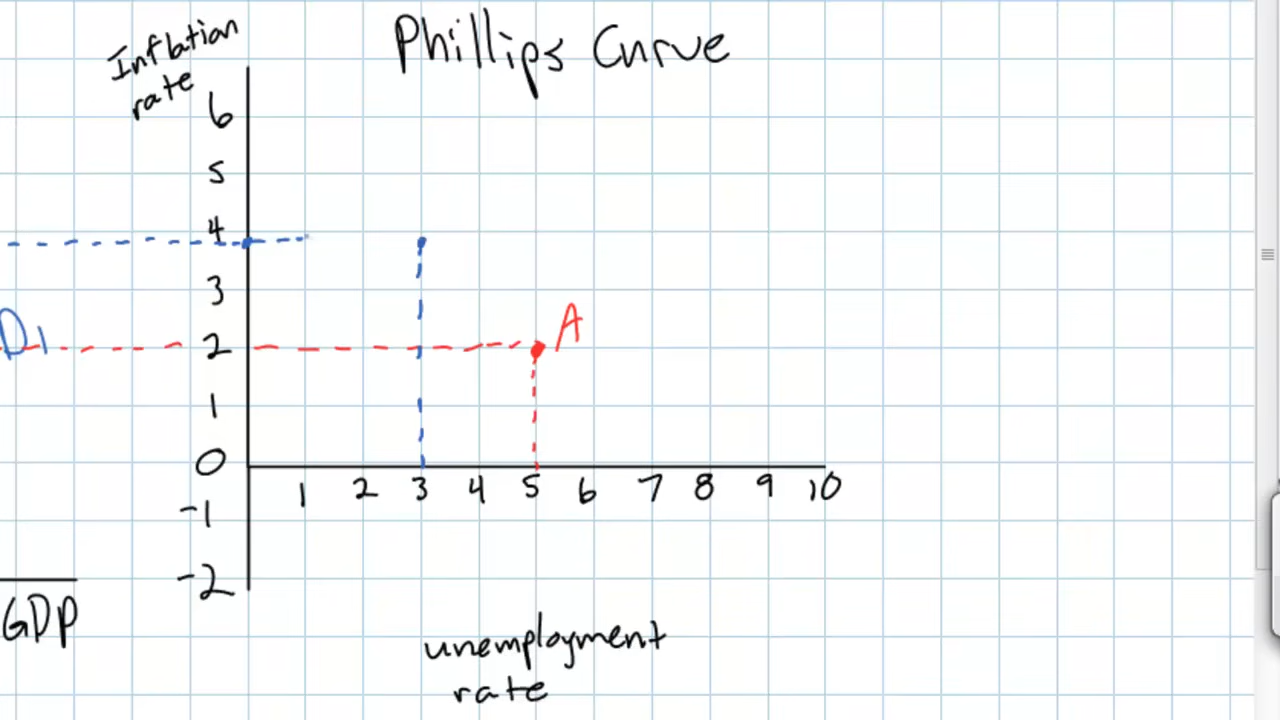 Phillips Curve
Inflation
rate
6
5
4
3
D1
2
A
1
0
1 2 3 4 5 6 7 8 9 10
-1
-2
GDP
unemployment
rate